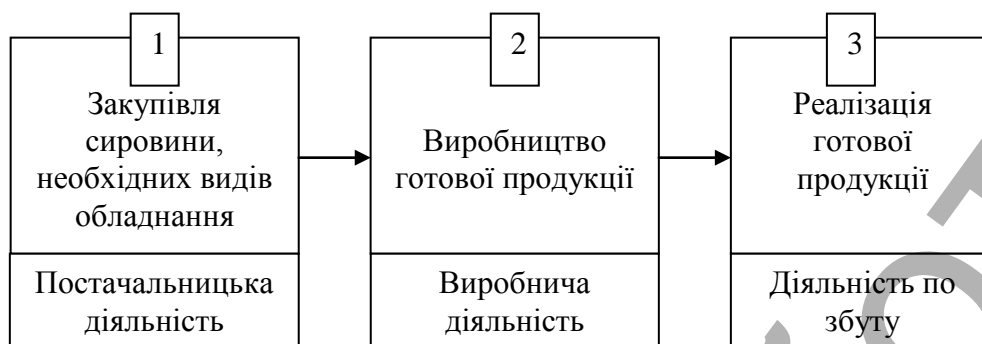 1
Закупівля
сировини,
необхідних видів
обладнання
Постачальницька
діяльність
2
Виробництво
готової продукції
Виробнича
діяльність
3
Реалізація
готової
продукції
Діяльність по
збуту